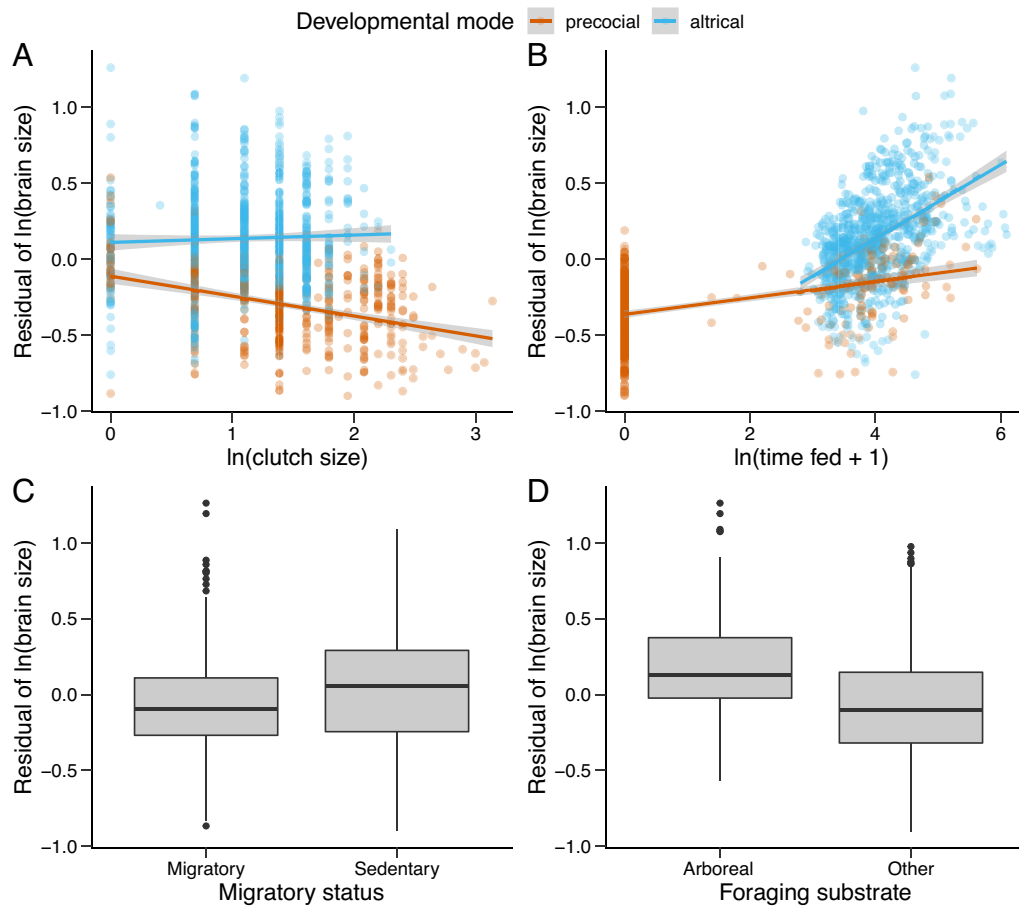 Developmental mode precocial altrical
A
Residual of ln(brain size)
1.0
0.5
0.0
−0.5
−1.0
0 1 2 3
ln(clutch size)
B
Residual of ln(brain size)
1.0
0.5
0.0
−0.5
−1.0
0 2 4 6
ln(time fed + 1)
C
Residual of ln(brain size)
1.0
0.5
0.0
−0.5
−1.0
Migratory Sedentary
Migratory status
D
Residual of ln(brain size)
1.0
0.5
0.0
−0.5
−1.0
Arboreal Other
Foraging substrate